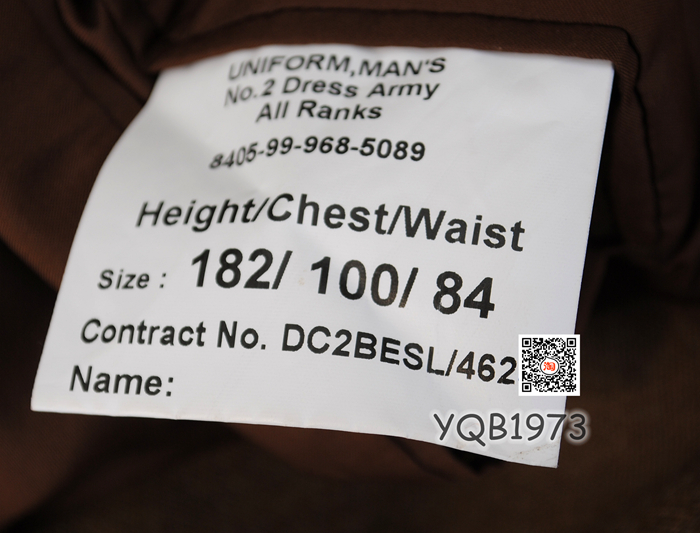 UNIFORM,MAN'S
No.2 Dress Army
All Ranks
8405-99-968-5089
Height/Chest/Waist
Size : 182/ 100/ 84
Contract No. DC2BESL/462
Name:
淘
YQB1973